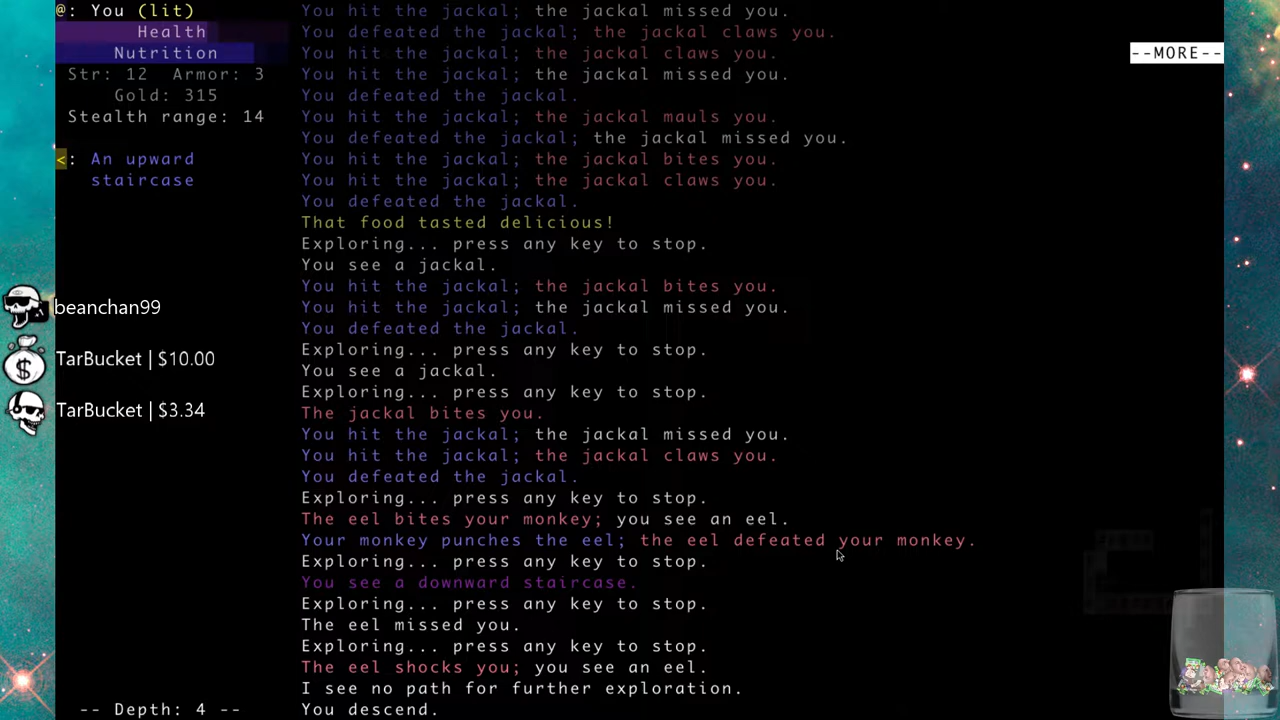 @: You (lit)
Health
Nutrition
Str: 12 Armor: 3
Gold: 315
Stealth range: 14
<: An upward
staircase
beanchan99
TarBucket | $10.00
TarBucket | $3.34
-- Depth: 4 --
You hit the jackal; the jackal missed you.
You defeated the jackal; the jackal claws you.
You hit the jackal; the jackal claws you.
You hit the jackal; the jackal missed you.
You defeated the jackal.
You hit the jackal; the jackal mauls you.
You defeated the jackal; the jackal missed you.
You hit the jackal; the jackal bites you.
You hit the jackal; the jackal claws you.
You defeated the jackal.
That food tasted delicious!
Exploring... press any key to stop.
You see a jackal.
You hit the jackal; the jackal bites you.
You hit the jackal; the jackal missed you.
You defeated the jackal.
Exploring... press any key to stop.
You see a jackal.
Exploring... press any key to stop.
The jackal bites you.
You hit the jackal; the jackal missed you.
You hit the jackal; the jackal claws you.
You defeated the jackal.
Exploring... press any key to stop.
The eel bites your monkey; you see an eel.
Your monkey punches the eel; the eel defeated your monkey.
Exploring... press any key to stop.
You see a downward staircase.
Exploring... press any key to stop.
The eel missed you.
Exploring... press any key to stop.
The eel shocks you; you see an eel.
I see no path for further exploration.
You descend.
--MORE--